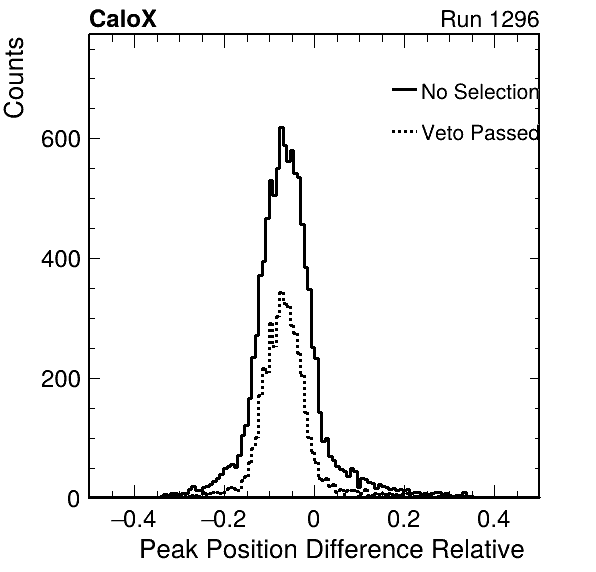 CaloX Run 1296
Counts
No Selection
Veto Passed
600
400
200
0
−0.4 −0.2 0 0.2 0.4
Peak Position Difference Relative